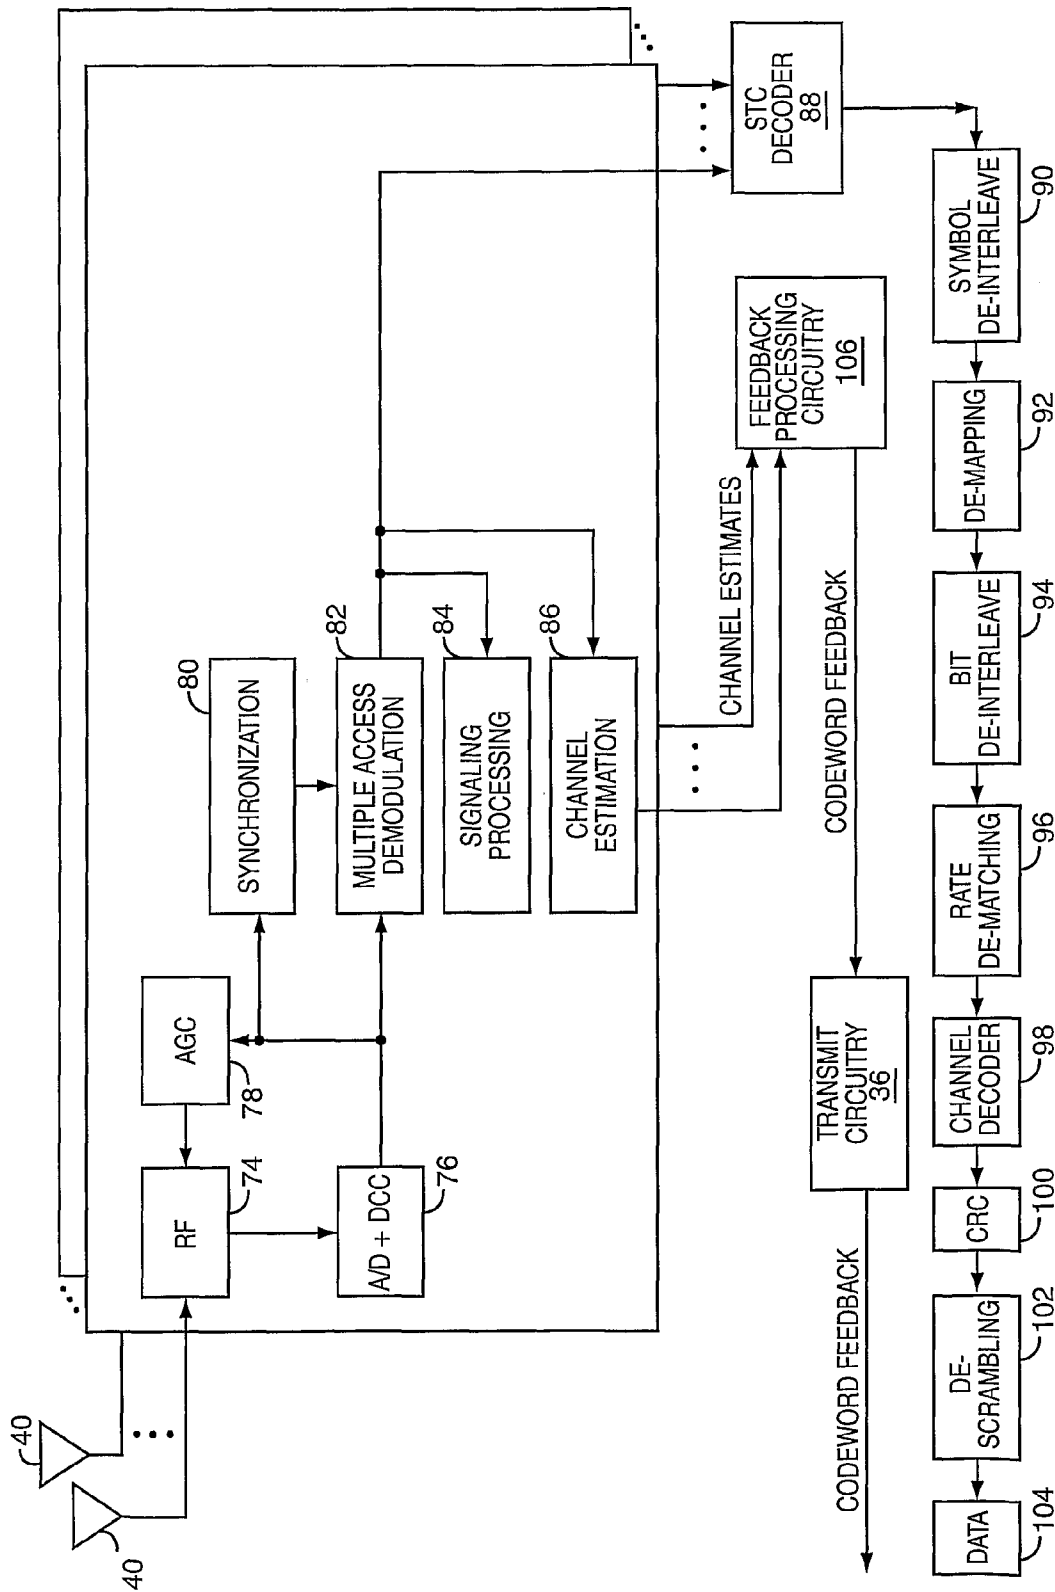 40
40
RF
74
AGC
78
A/D + DCC
76
SYNCHRONIZATION
80
MULTIPLE ACCESS
DEMODULATION
82
SIGNALING
PROCESSING
84
CHANNEL
ESTIMATION
86
STC
DECODER
88
CHANNEL ESTIMATES
FEEDBACK
PROCESSING
CIRCUITRY
106
CODEWORD FEEDBACK
TRANSMIT
CIRCUITRY
36
CODEWORD FEEDBACK
SYMBOL
DE-INTERLEAVE
90
DE-MAPPING
92
BIT
DE-INTERLEAVE
94
RATE
DE-MATCHING
96
CHANNEL
DECODER
98
CRC
100
DE-
SCRAMBLING
102
DATA
104